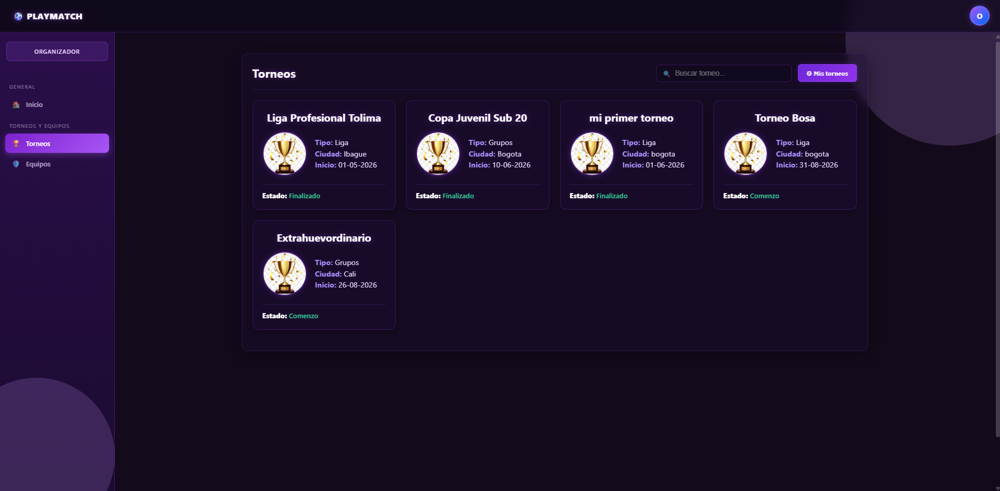 PLAYMATCH
O
ORGANIZADOR
GENERAL
Inicio
TORNEOS Y EQUIPOS
Torneos
Equipos
Torneos
Buscar torneo...
Mis torneos
Liga Profesional Tolima
Tipo: Liga
Ciudad: Ibague
Inicio: 01-05-2026
Estado: Finalizado
Copa Juvenil Sub 20
Tipo: Grupos
Ciudad: Bogota
Inicio: 10-06-2026
Estado: Finalizado
mi primer torneo
Tipo: Liga
Ciudad: bogota
Inicio: 01-06-2026
Estado: Finalizado
Torneo Bosa
Tipo: Liga
Ciudad: bogota
Inicio: 31-08-2026
Estado: Comenzo
Extrahuevordinario
Tipo: Grupos
Ciudad: Cali
Inicio: 26-08-2026
Estado: Comenzo